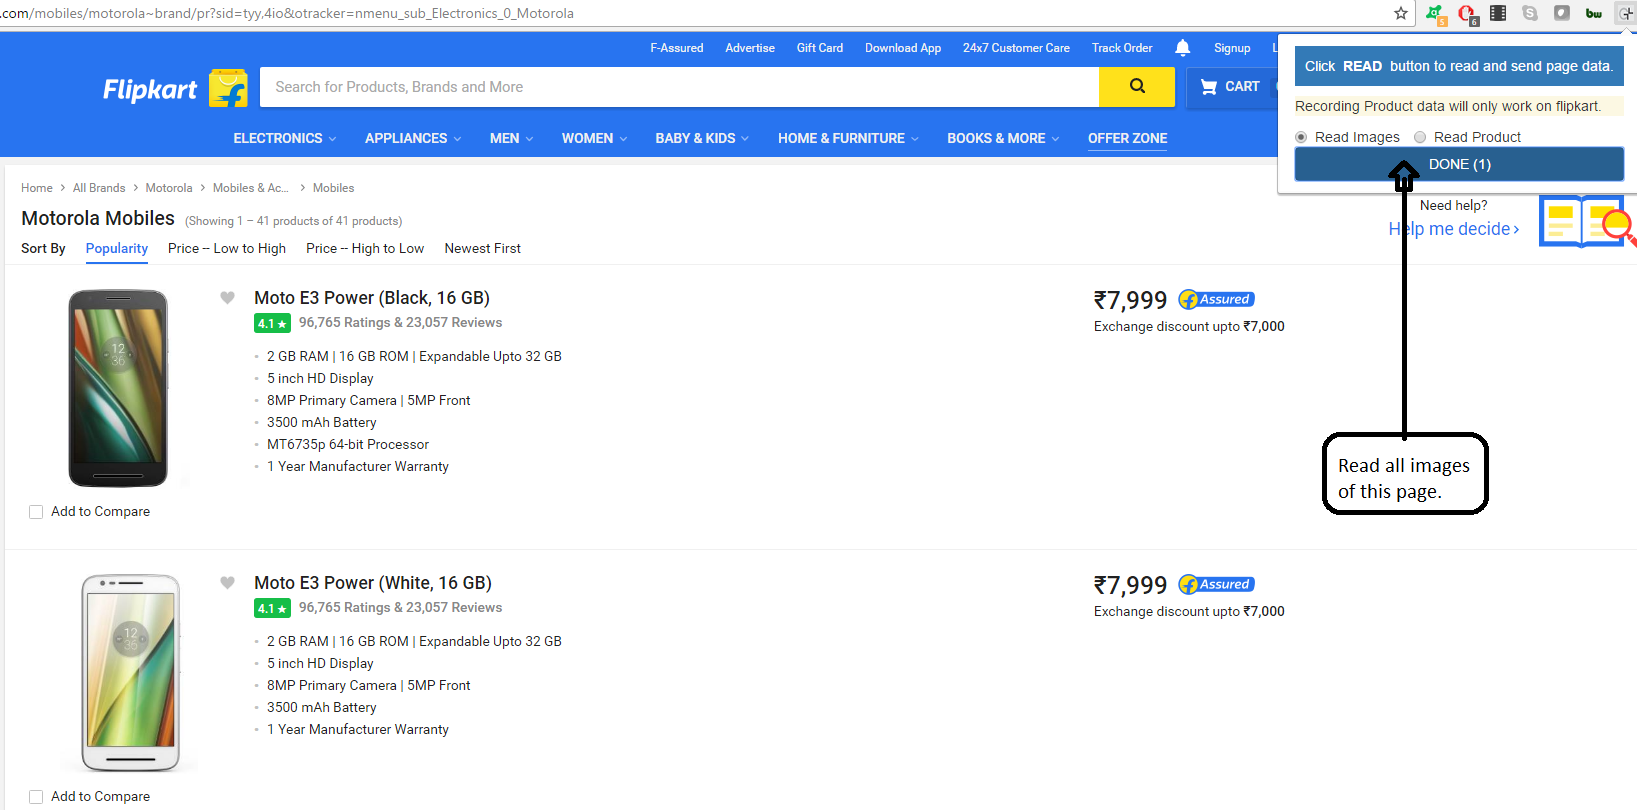 .com/mobiles/motorola~brand/pr?sid=tyy,4io&otracker=nmenu_sub_Electronics_0_Motorola
5
6
bw
F-Assured Advertise Gift Card Download App 24x7 Customer Care Track Order Signup L
Click READ button to read and send page data.
Flipkart
Search for Products, Brands and More
CART
Recording Product data will only work on flipkart.
Read Images Read Product
ELECTRONICS APPLIANCES MEN WOMEN BABY & KIDS HOME & FURNITURE BOOKS & MORE OFFER ZONE
DONE (1)
Home > All Brands > Motorola > Mobiles & Ac... > Mobiles
Need help?
Motorola Mobiles (Showing 1 – 41 products of 41 products)
Help me decide >
Sort By Popularity Price -- Low to High Price -- High to Low Newest First
Moto E3 Power (Black, 16 GB)
₹7,999 Assured
4.1 ★ 96,765 Ratings & 23,057 Reviews
Exchange discount upto ₹7,000
2 GB RAM | 16 GB ROM | Expandable Upto 32 GB
5 inch HD Display
8MP Primary Camera | 5MP Front
3500 mAh Battery
MT6735p 64-bit Processor
1 Year Manufacturer Warranty
12
36
Add to Compare
Read all images
of this page.
Moto E3 Power (White, 16 GB)
₹7,999 Assured
4.1 ★ 96,765 Ratings & 23,057 Reviews
Exchange discount upto ₹7,000
2 GB RAM | 16 GB ROM | Expandable Upto 32 GB
5 inch HD Display
8MP Primary Camera | 5MP Front
3500 mAh Battery
1 Year Manufacturer Warranty
12
36
Add to Compare